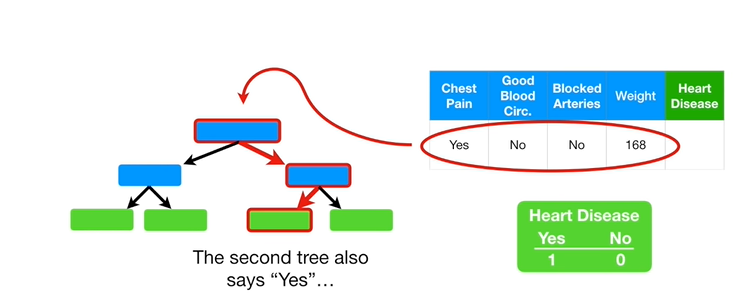 Chest Pain
Good Blood Circ.
Blocked Arteries
Weight
Heart Disease
Yes No No 168
Heart Disease
Yes No
1 0
The second tree also
says “Yes”…